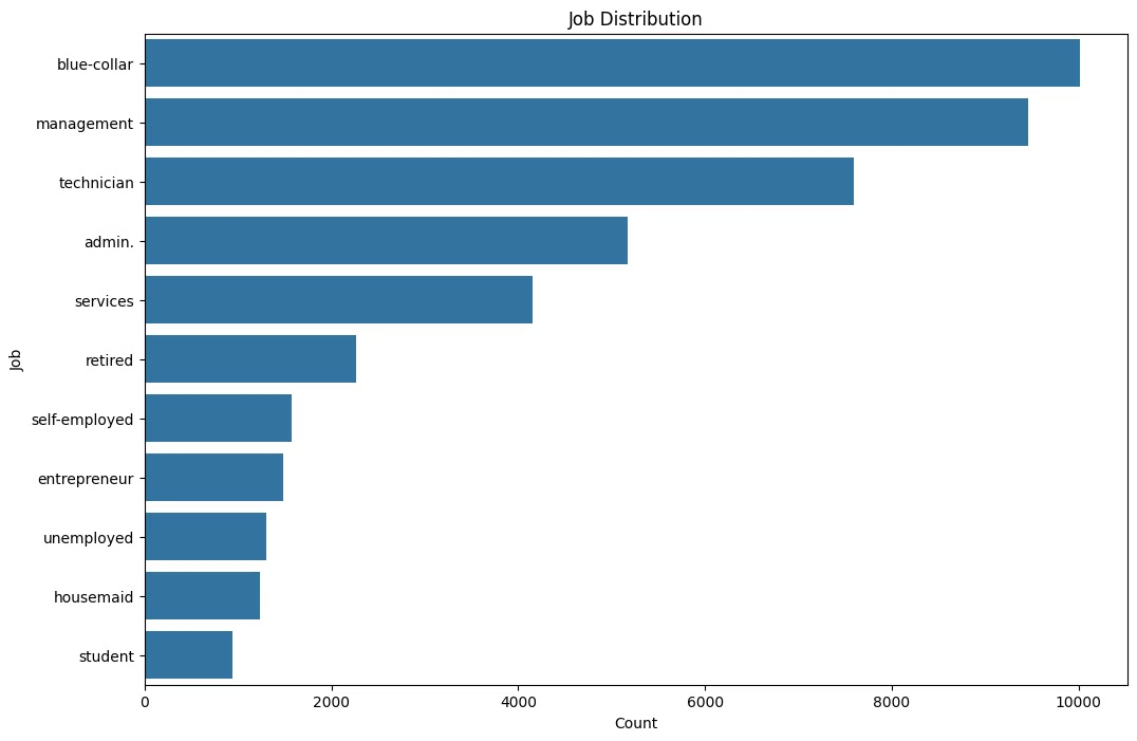 Job Distribution
blue-collar
management
technician
admin.
services
retired
self-employed
entrepreneur
unemployed
housemaid
student
Job
0 2000 4000 6000 8000 10000
Count